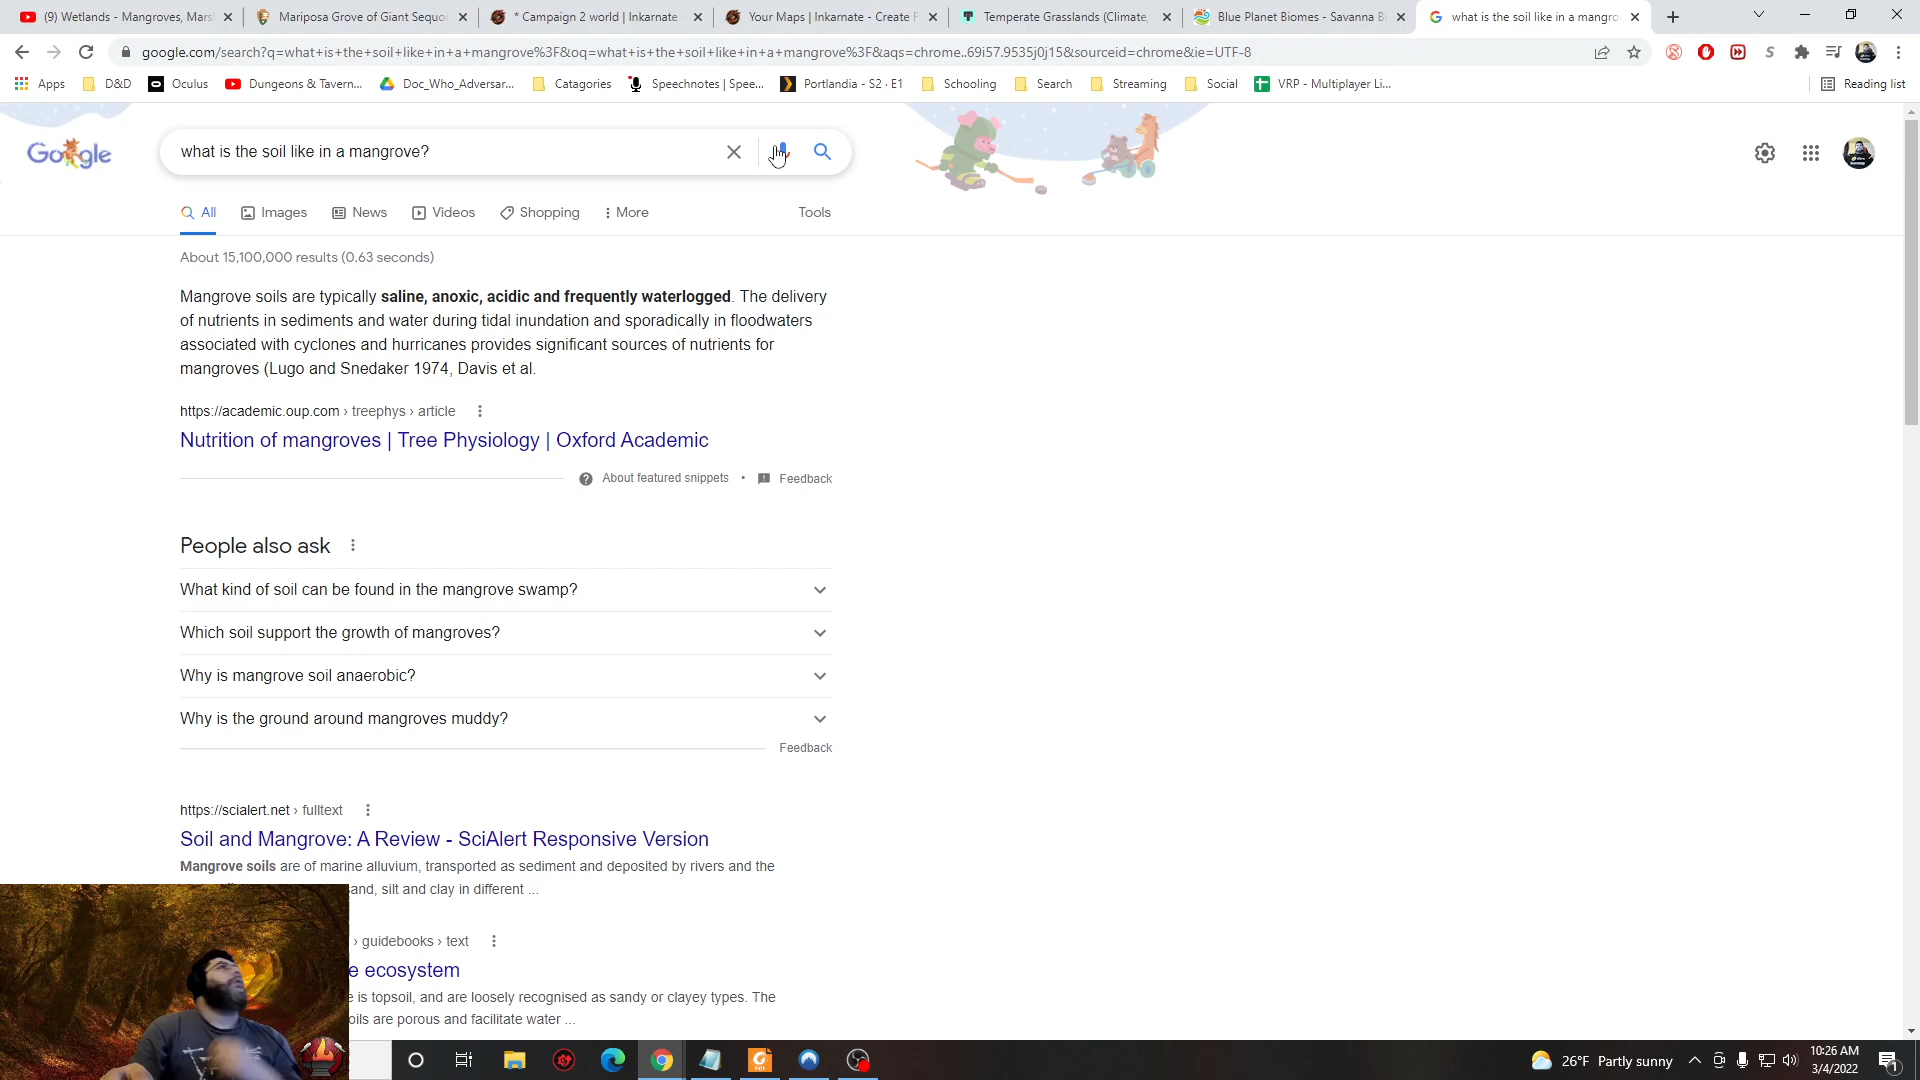 (9) Wetlands - Mangroves, Mars
Mariposa Grove of Giant Sequo
* Campaign 2 world | Inkarnate -
Your Maps | Inkarnate - Create F
Temperate Grasslands (Climate,
Blue Planet Biomes - Savanna B
what is the soil like in a mangro
google.com/search?q=what+is+the+soil+like+in+a+mangrove%3F&oq=what+is+the+soil+like+in+a+mangrove%3F&aqs=chrome..69i57.9535j0j15&sourceid=chrome&ie=UTF-8
Apps
D&D
Oculus
Dungeons & Tavern...
Doc_Who_Adversar...
Catagories
Speechnotes | Spee...
Portlandia - S2 · E1
Schooling
Search
Streaming
Social
VRP - Multiplayer Li...
Reading list
Google
what is the soil like in a mangrove?
All
Images
News
Videos
Shopping
More
Tools
About 15,100,000 results (0.63 seconds)
Mangrove soils are typically saline, anoxic, acidic and frequently waterlogged. The delivery
of nutrients in sediments and water during tidal inundation and sporadically in floodwaters
associated with cyclones and hurricanes provides significant sources of nutrients for
mangroves (Lugo and Snedaker 1974, Davis et al.
https://academic.oup.com › treephys › article
Nutrition of mangroves | Tree Physiology | Oxford Academic
About featured snippets • Feedback
People also ask
What kind of soil can be found in the mangrove swamp?
Which soil support the growth of mangroves?
Why is mangrove soil anaerobic?
Why is the ground around mangroves muddy?
Feedback
https://scialert.net › fulltext
Soil and Mangrove: A Review - SciAlert Responsive Version
Mangrove soils are of marine alluvium, transported as sediment and deposited by rivers and the
sand, silt and clay in different ...
› guidebooks › text
e ecosystem
e is topsoil, and are loosely recognised as sandy or clayey types. The
oils are porous and facilitate water ...
26°F Partly sunny
10:26 AM
3/4/2022
1